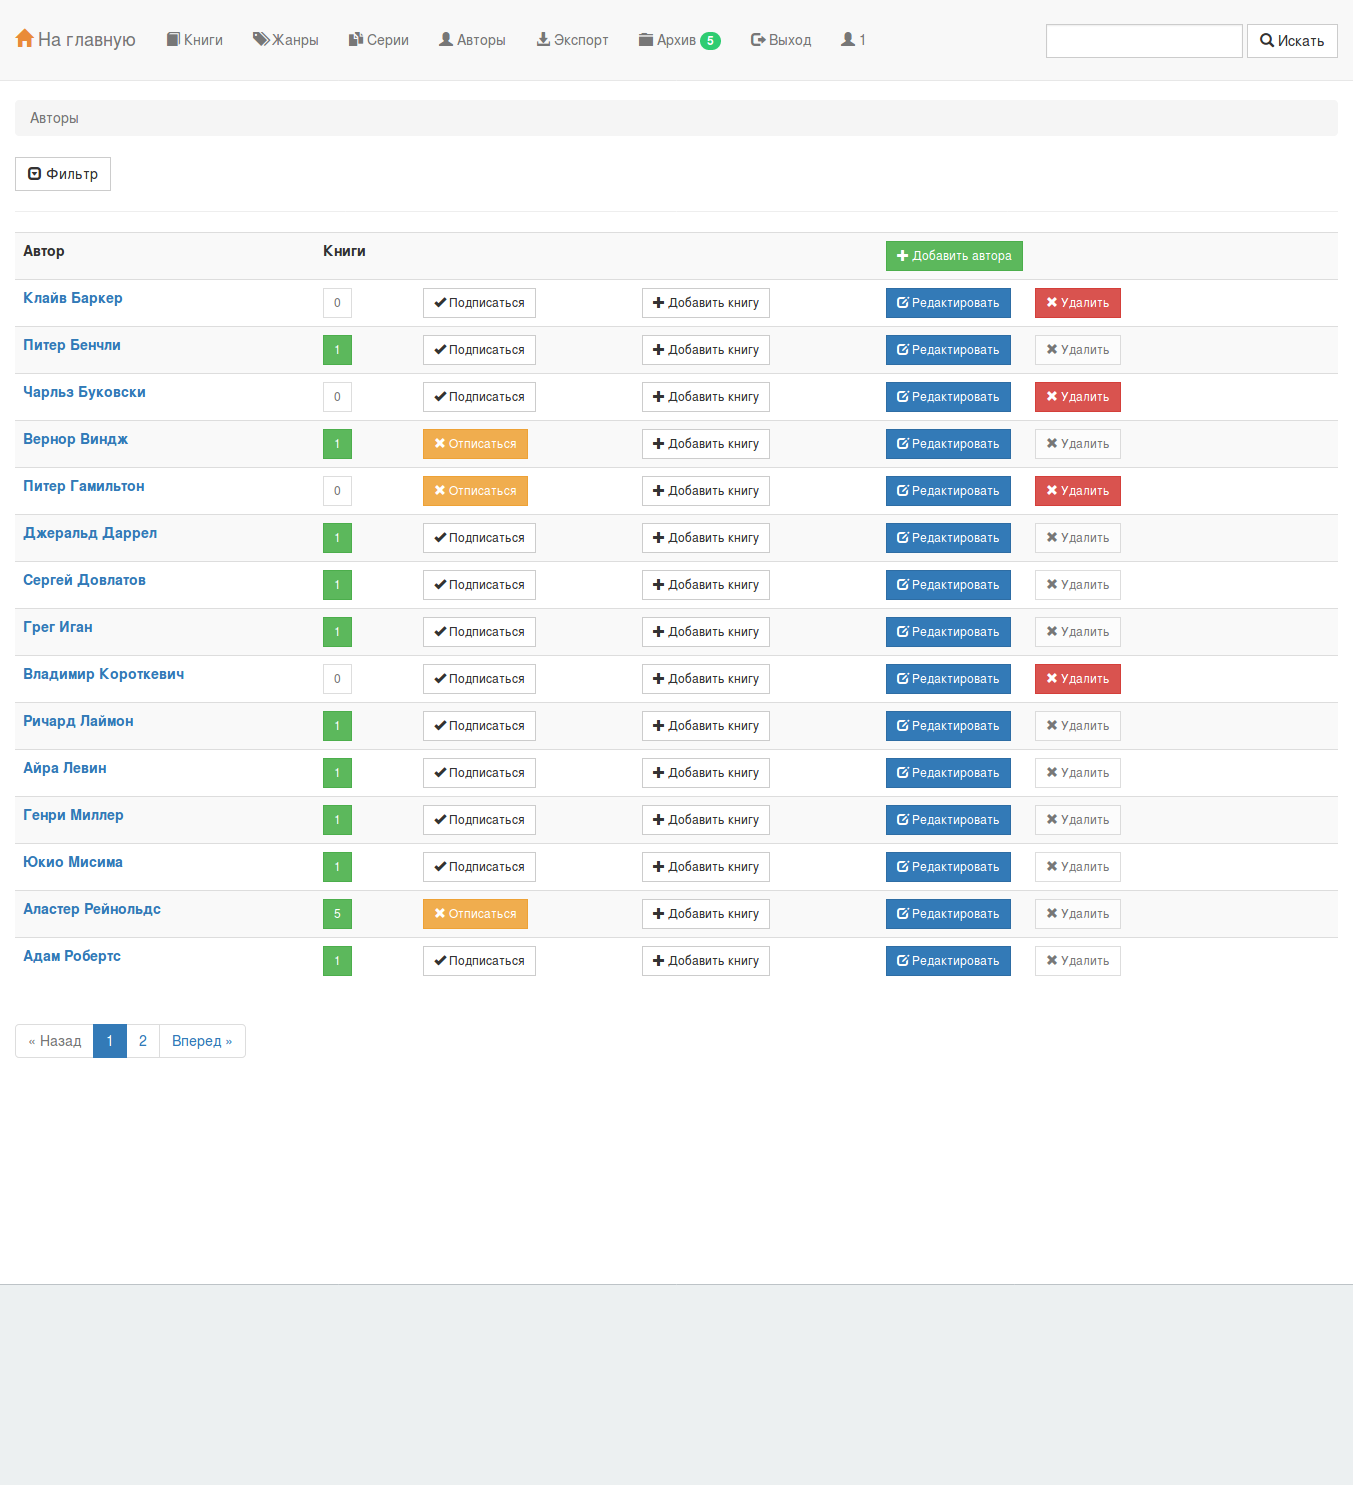 На главную Книги Жанры Серии Авторы Экспорт Архив 5 Выход 1 Искать
Авторы
Фильтр
Автор Книги Добавить автора
Клайв Баркер 0 Подписаться Добавить книгу Редактировать Удалить
Питер Бенчли 1 Подписаться Добавить книгу Редактировать Удалить
Чарльз Буковски 0 Подписаться Добавить книгу Редактировать Удалить
Вернор Виндж 1 Отписаться Добавить книгу Редактировать Удалить
Питер Гамильтон 0 Отписаться Добавить книгу Редактировать Удалить
Джеральд Даррел 1 Подписаться Добавить книгу Редактировать Удалить
Сергей Довлатов 1 Подписаться Добавить книгу Редактировать Удалить
Грег Иган 1 Подписаться Добавить книгу Редактировать Удалить
Владимир Короткевич 0 Подписаться Добавить книгу Редактировать Удалить
Ричард Лаймон 1 Подписаться Добавить книгу Редактировать Удалить
Айра Левин 1 Подписаться Добавить книгу Редактировать Удалить
Генри Миллер 1 Подписаться Добавить книгу Редактировать Удалить
Юкио Мисима 1 Подписаться Добавить книгу Редактировать Удалить
Аластер Рейнольдс 5 Отписаться Добавить книгу Редактировать Удалить
Адам Робертс 1 Подписаться Добавить книгу Редактировать Удалить
« Назад 1 2 Вперед »